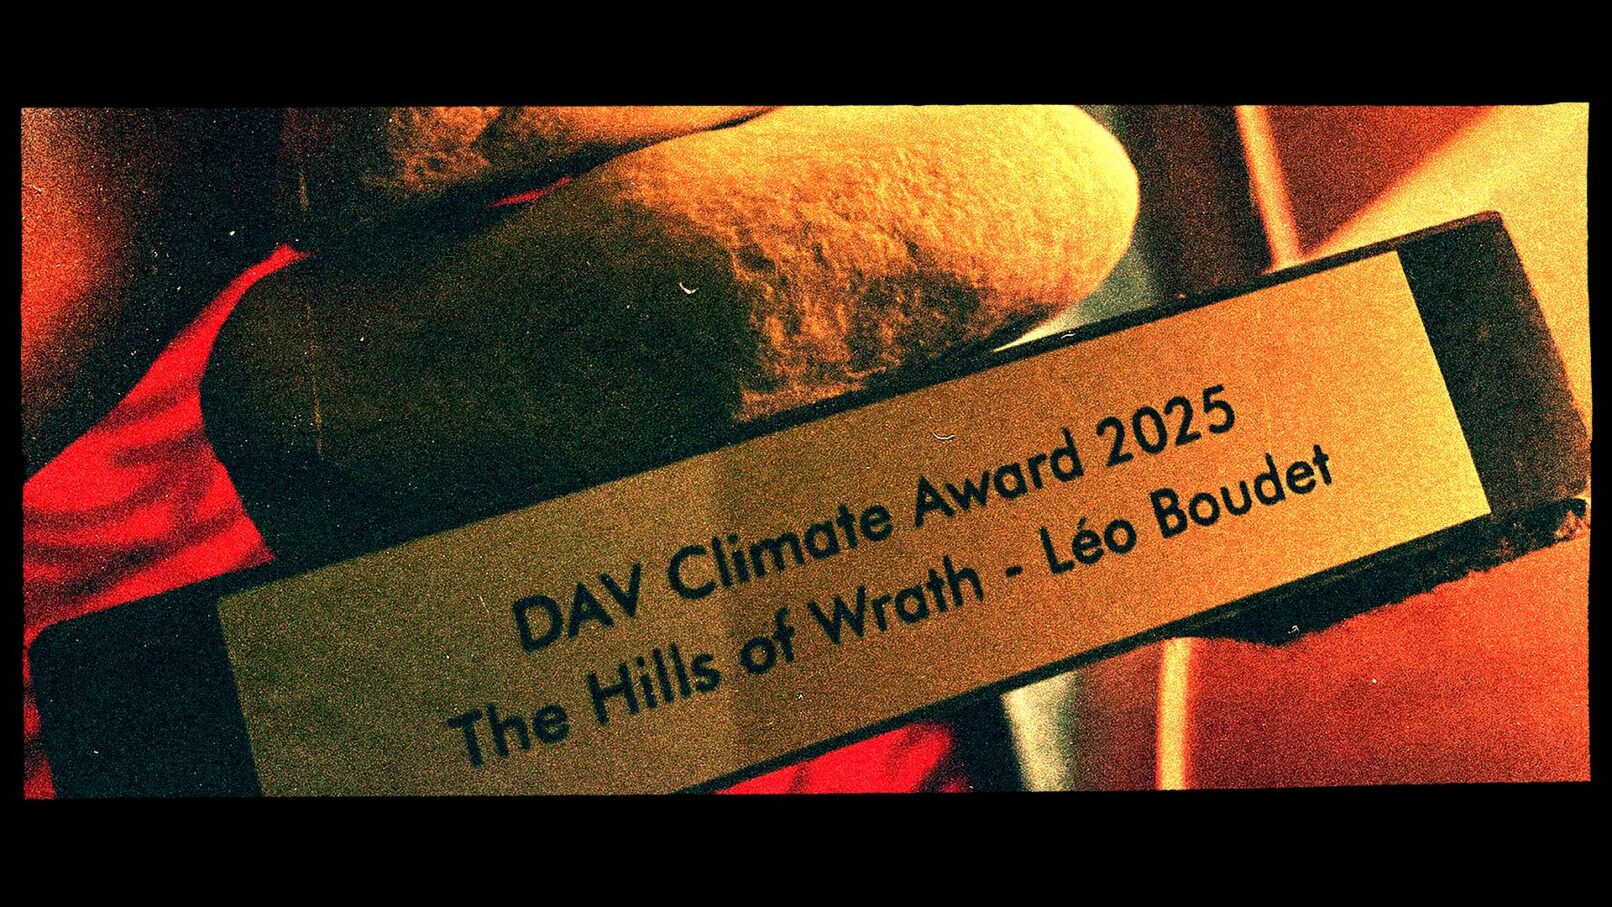 DAV Climate Award 2025
The Hills of Wrath - Léo Boudet